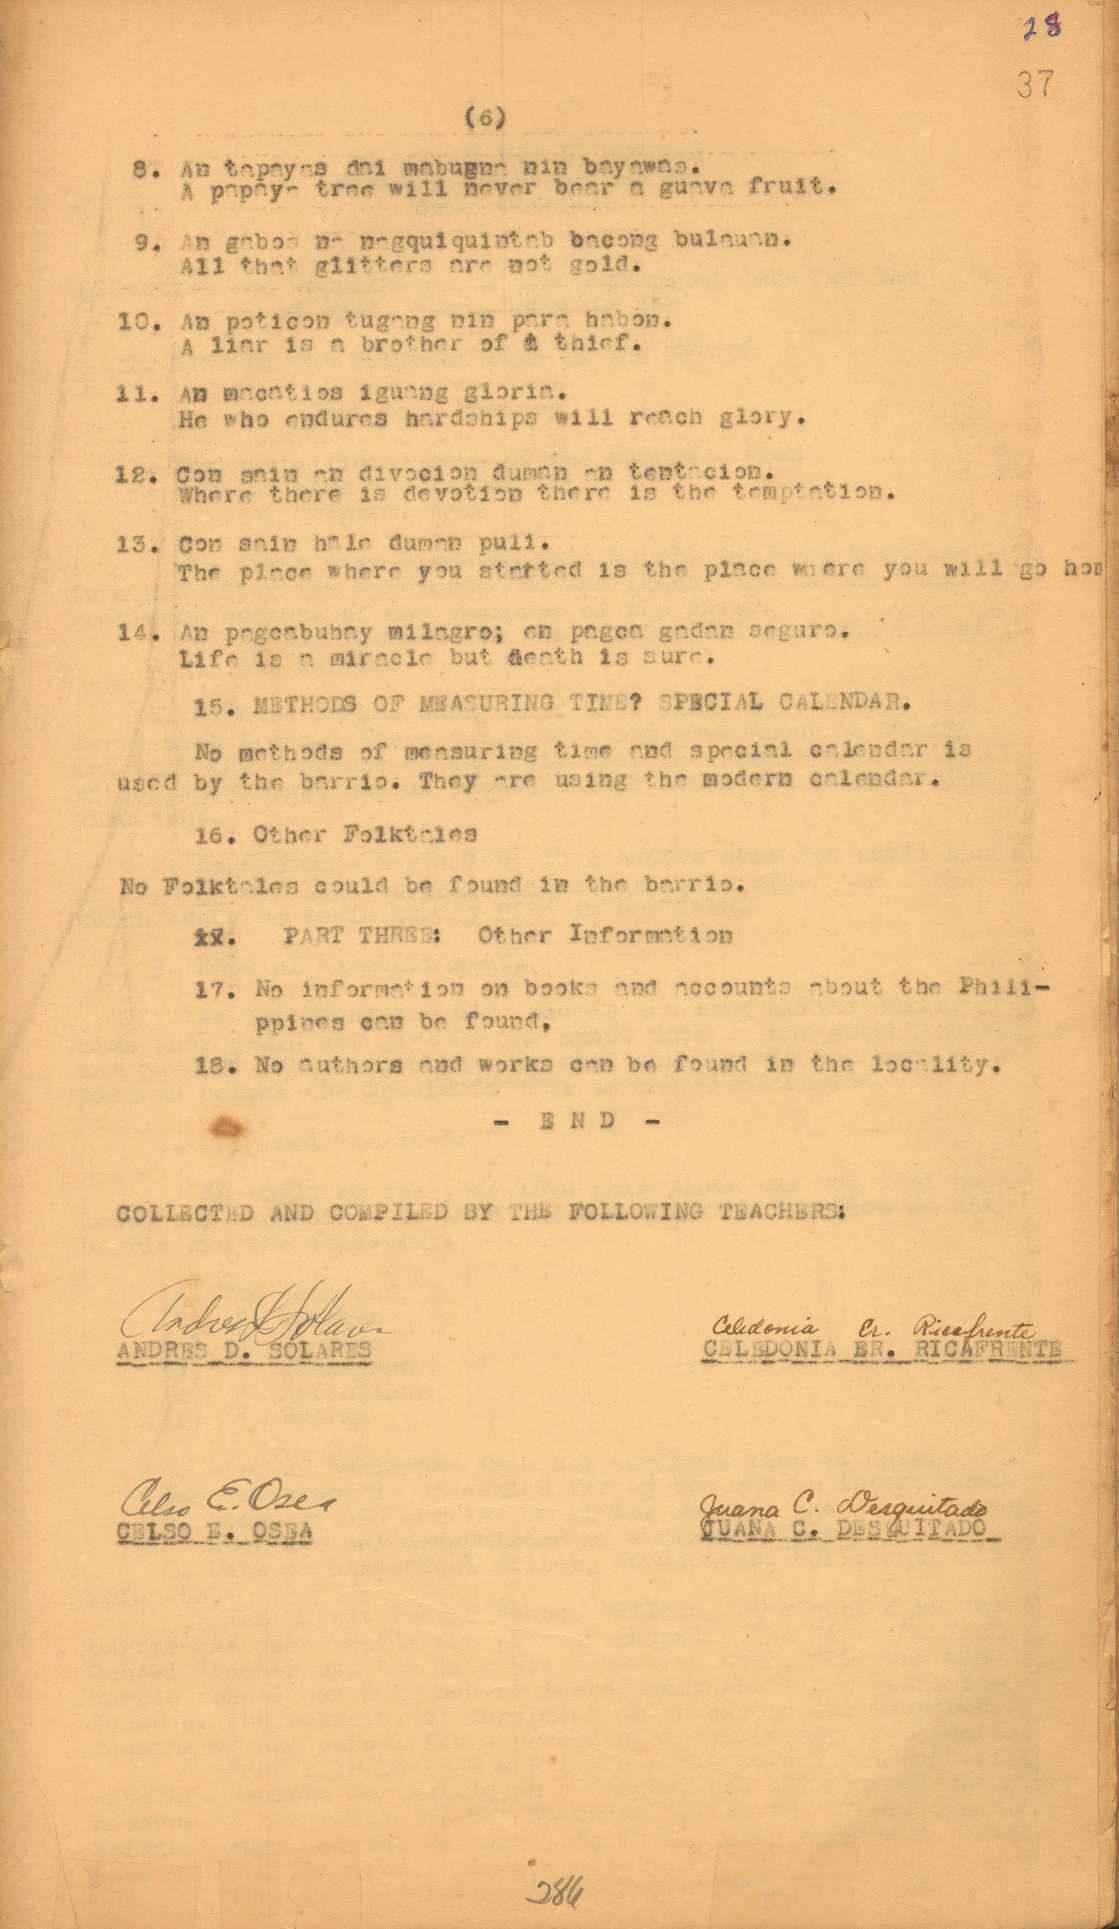 28
37
(6)
8. An tapayas dai mabugna nin bayawas.
A papaya tree will never bear a guava fruit.
9. An gabos na nagquiquintab bacong bulauan.
All that glitters are not gold.
10. An poticon tugang nin para habon.
A liar is a brother of a thief.
11. An macatios iguang gloria.
He who endures hardships will reach glory.
12. Con sain an divocion duman an tentacion.
Where there is devotion there is the temptation.
13. Con sain hale duman puli.
The place where you started is the place where you will go hom
14. An pagcabuhay milagro; an pagca gadan seguro.
Life is a miracle but death is sure.
15. METHODS OF MEASURING TIME? SPECIAL CALENDAR.
No methods of measuring time and special calendar is
used by the barrio. They are using the modern calendar.
16. Other Folktales
No Folktales could be found in the barrio.
PART THREE: Other Information
17. No information on books and accounts about the Phili-
ppines can be found,
18. No authors and works can be found in the locality.
- E N D -
COLLECTED AND COMPILED BY THE FOLLOWING TEACHERS:
Andres D. Solares
ANDRES D. SOLARES
Celedonia Er. Ricafrente
CELEDONIA ER. RICAFRENTE
Celso E. Osea
CELSO E. OSEA
Juana C. Desquitado
JUANA C. DESQUITADO
286